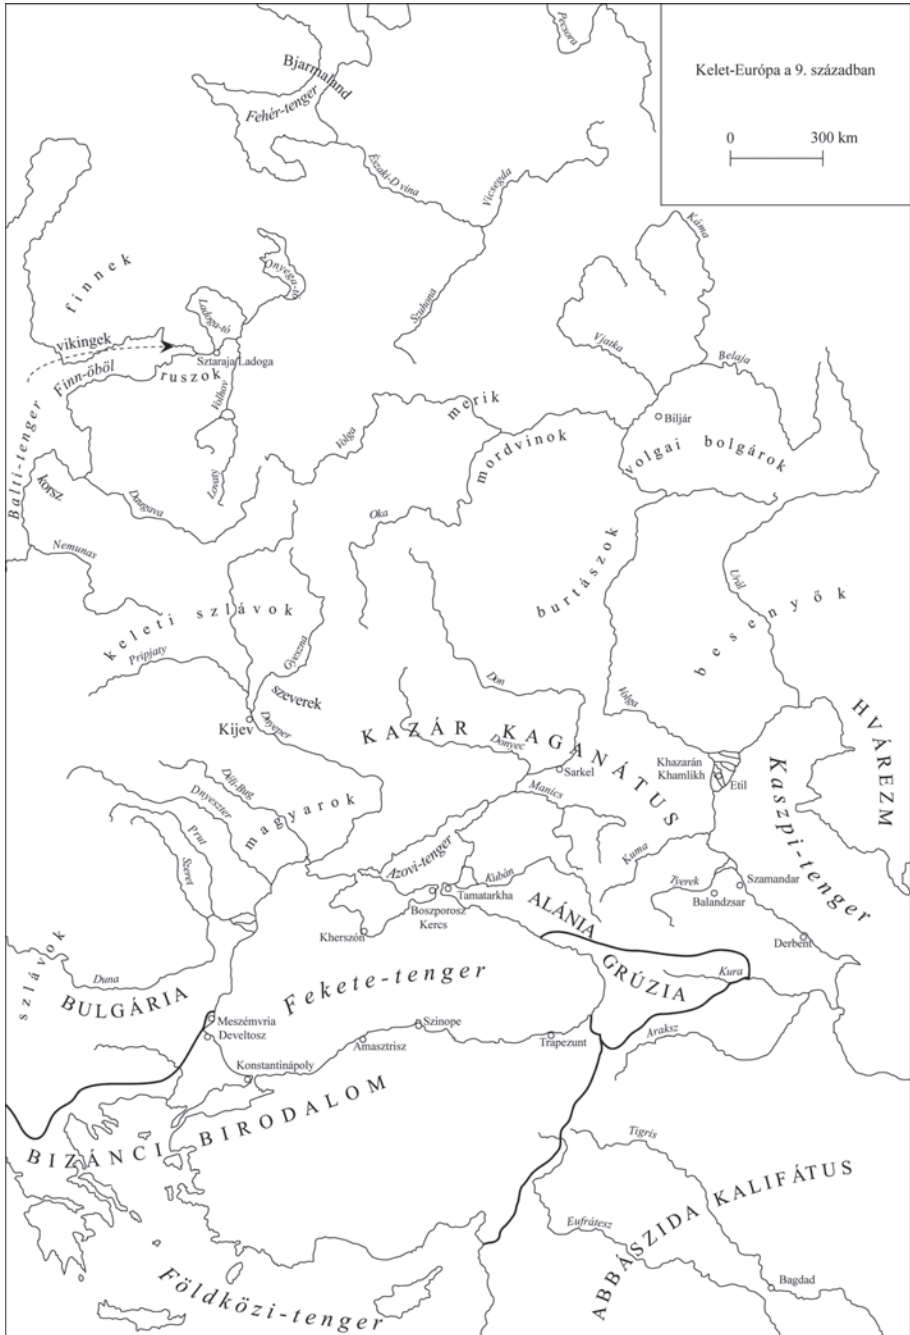 Kelet-Európa a 9. században
0 300 km
Pecsora
Bjarmaland
Fehér-tenger
Északi-Dvina
Vicsegda
Szuhona
Káma
Onyega-tó
Ladoga-tó
finnek
vikingek
Sztaraja Ladoga
Finn-öböl
ruszok
Volhov
Vjatka
Belaja
Balti-tenger
merik
Volga
mordvinok
Biljár
volgai bolgárok
korsz
Daugava
Lovaty
Oka
Nemunas
burtászok
Urál
besenyők
keleti szlávok
Pripjaty
Gyeszna
szeverek
Don
Volga
Kijev
Dnyeper
KAZÁR KAGANÁTUS
Donyec
HVÁREZM
Khazarán
Khamlikh
Etil
Sarkel
Kaszpi-tenger
Déli-Bug
Dnyeszter
magyarok
Prut
Szeret
Manics
Azovi-tenger
Kuma
Kubán
Tyerek
Szamandar
Balandzsar
Tamatarkha
Boszporosz
Kercs
Kherszón
ALÁNIA
Derbent
szlávok
Duna
BULGÁRIA
Fekete-tenger
GRÚZIA
Kura
Meszémvria
Develtosz
Szinope
Amasztrisz
Trapezunt
Araksz
Konstantinápoly
BIZÁNCI BIRODALOM
Tigris
ABBÁSZIDA KALIFÁTUS
Eufrátesz
Bagdad
Földközi-tenger